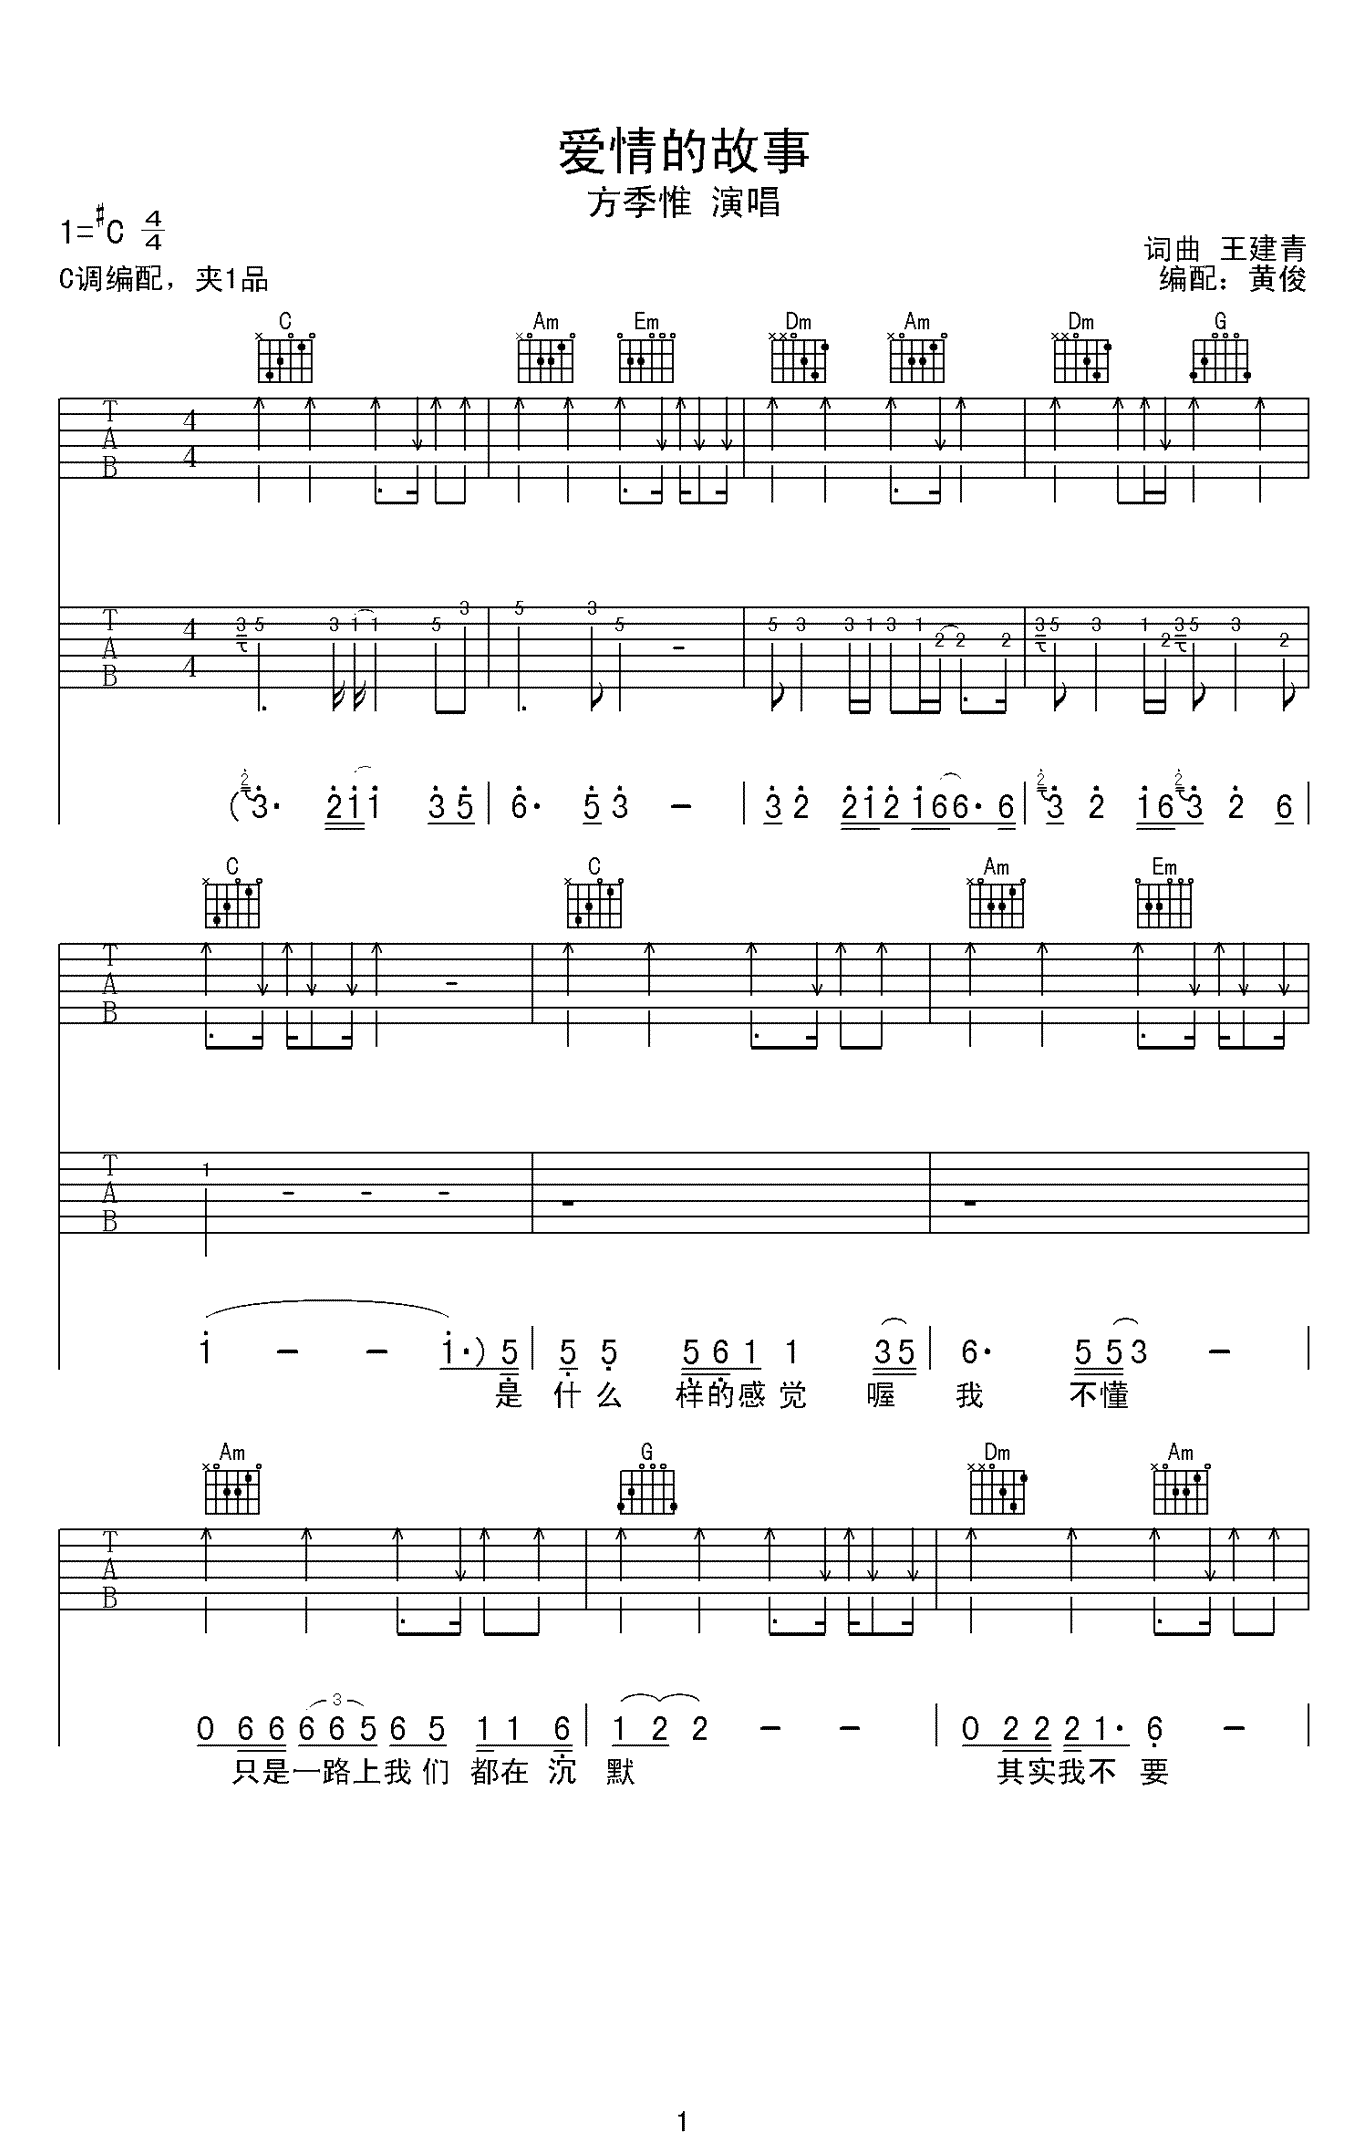 爱情的故事
方季惟 演唱
1=#C 4/4
词曲 王建青
C调编配，夹1品
编配：黄俊
C Am Em Dm Am Dm G
T A B 4 4
T A B 4 4 3 5 3 1 1 5 3 5 3 5 - 5 3 3 1 3 1 2 2 2 3 5 3 1 2 3 5 3 2
( 2 3· 2 1 1 3 5 | 6· 5 3 - | 3 2 2 1 2 1 6 6· 6 | 2 3 2 1 6 2 3 2 6 |
C C Am Em
T A B -
T A B 1 - - -
1 - - 1·) 5 | 5 5 5 6 1 1 3 5 | 6· 5 5 3 - |
是 什 么 样的感 觉 喔 我 不懂
Am G Dm Am
T A B
3
0 6 6 6 6 5 6 5 1 1 6 | 1 2 2 - - | 0 2 2 2 1· 6 - |
只是一路上我们 都在 沉 默 其实我不 要
1